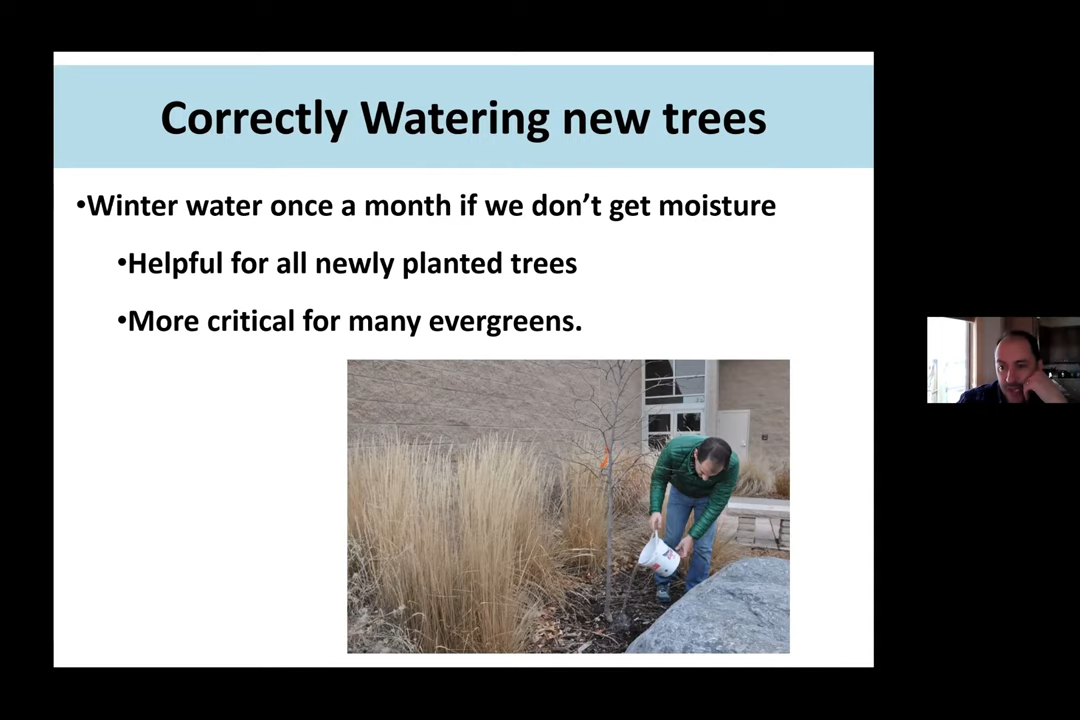 Correctly Watering new trees
•Winter water once a month if we don’t get moisture
•Helpful for all newly planted trees
•More critical for many evergreens.